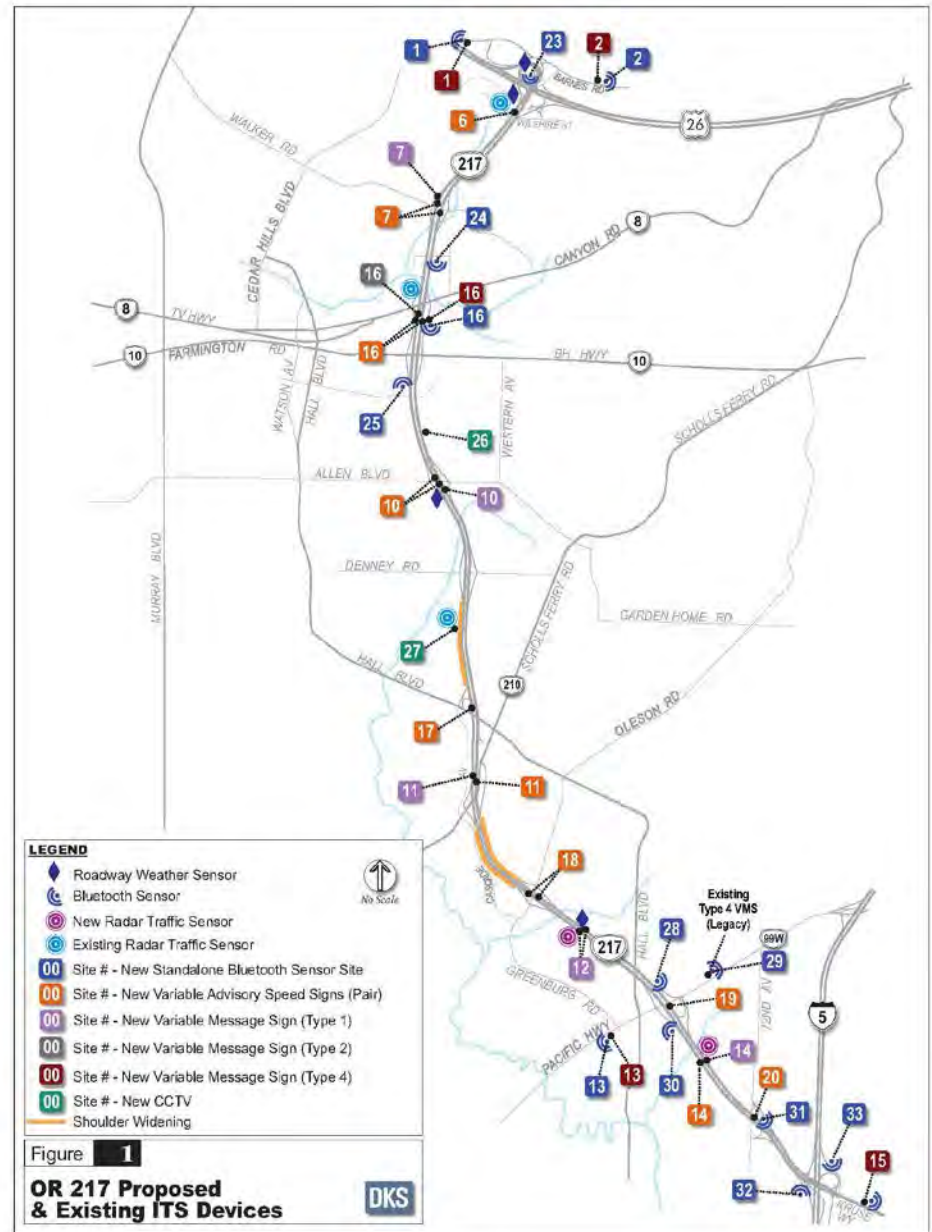 1
23
2
2
1
BARNES RD
6
WILSHIRE ST
26
WALKER RD
217
7
7
24
CEDAR HILLS BLVD
8
CANYON RD
16
16
8
TV HWY
16
10
FARMINGTON RD
16
BH HWY
10
WATSON AV
HALL BLVD
25
WESTERN AV
SCHOLLS FERRY RD
26
ALLEN BLVD
10
10
MURRAY BLVD
DENNEY RD
SCHOLLS FERRY RD
GARDEN HOME RD
27
HALL BLVD
210
OLESON RD
17
11
11
18
CASCADE
HALL BLVD
Existing
Type 4 VMS
(Legacy)
99W
28
29
217
12
GREENBURG RD
19
72ND AV
5
PACIFIC HWY
14
13
13
30
14
20
31
33
15
32
KRUSE WY
LEGEND
Roadway Weather Sensor
Bluetooth Sensor
No Scale
New Radar Traffic Sensor
Existing Radar Traffic Sensor
00 Site # - New Standalone Bluetooth Sensor Site
00 Site # - New Variable Advisory Speed Signs (Pair)
00 Site # - New Variable Message Sign (Type 1)
00 Site # - New Variable Message Sign (Type 2)
00 Site # - New Variable Message Sign (Type 4)
00 Site # - New CCTV
Shoulder Widening
Figure 1
OR 217 Proposed
& Existing ITS Devices
DKS